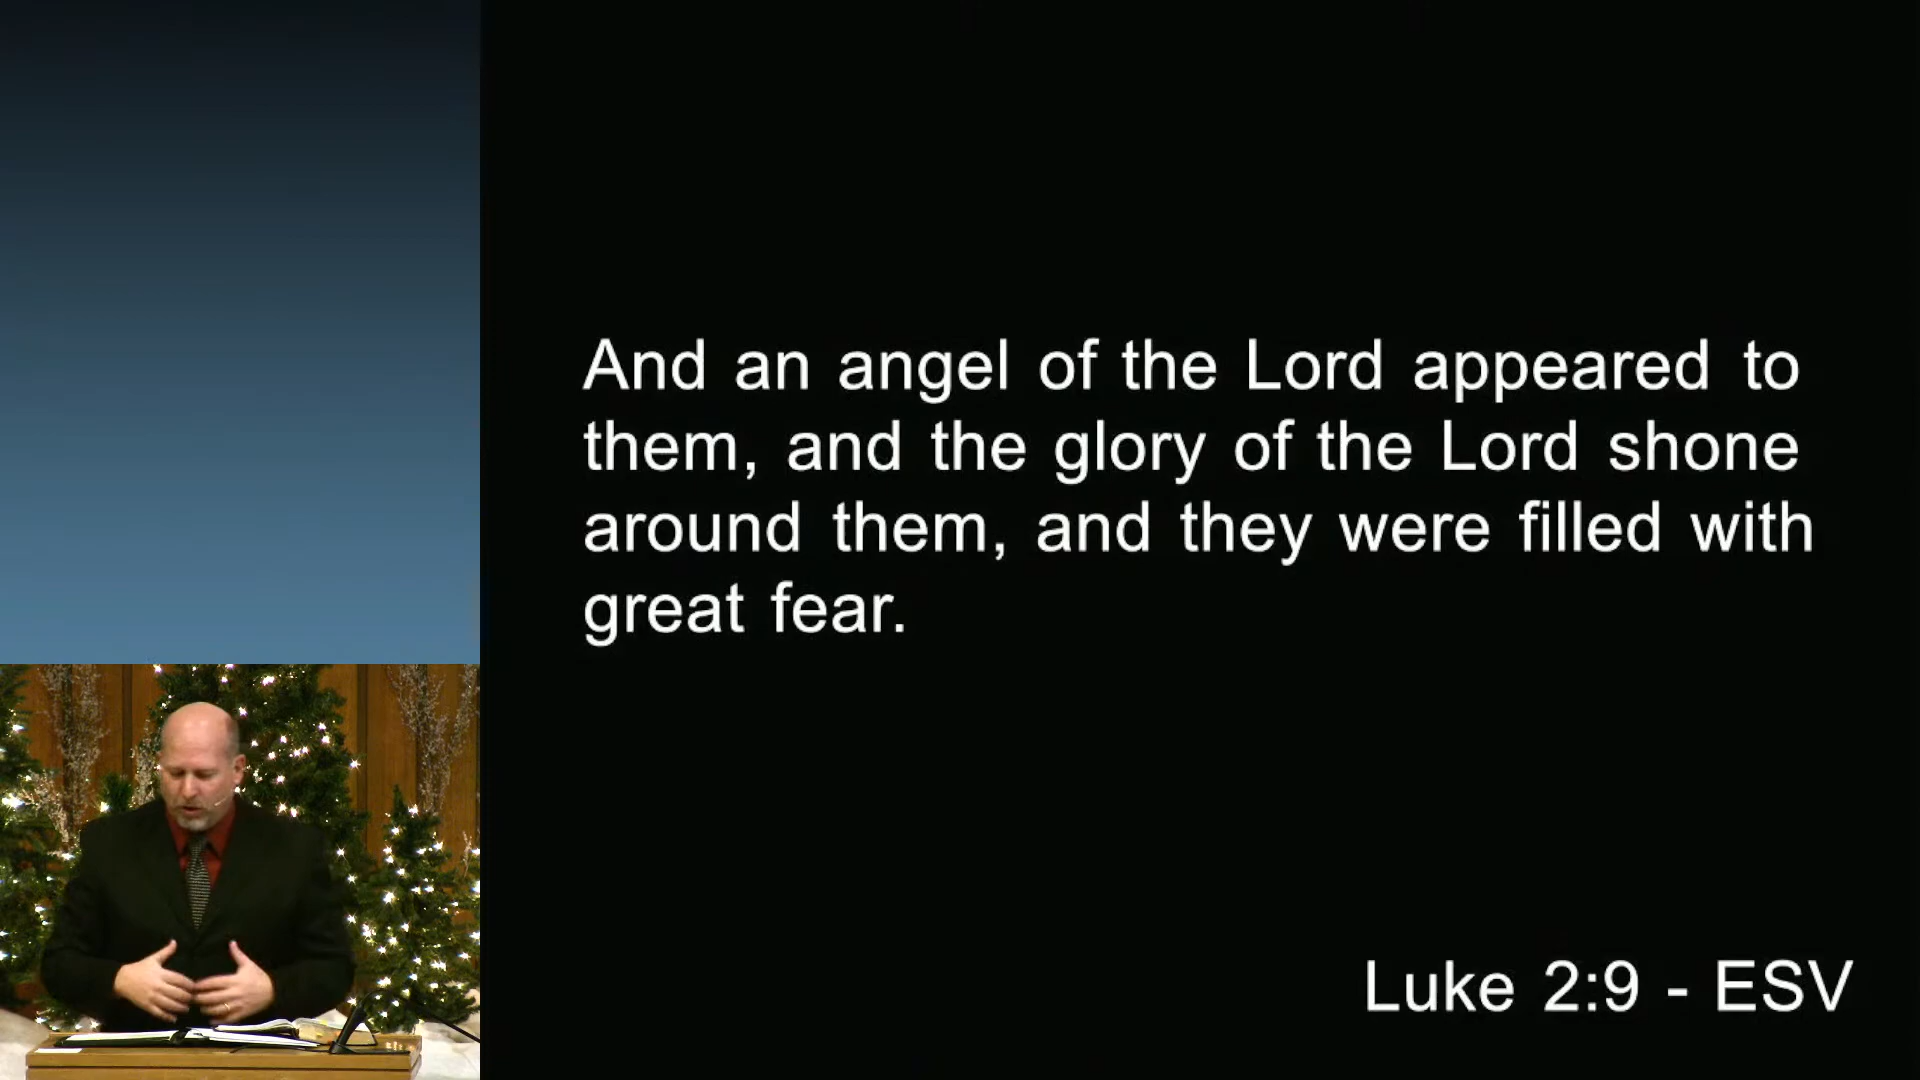 And an angel of the Lord appeared to
them, and the glory of the Lord shone
around them, and they were filled with
great fear.
Luke 2:9 - ESV